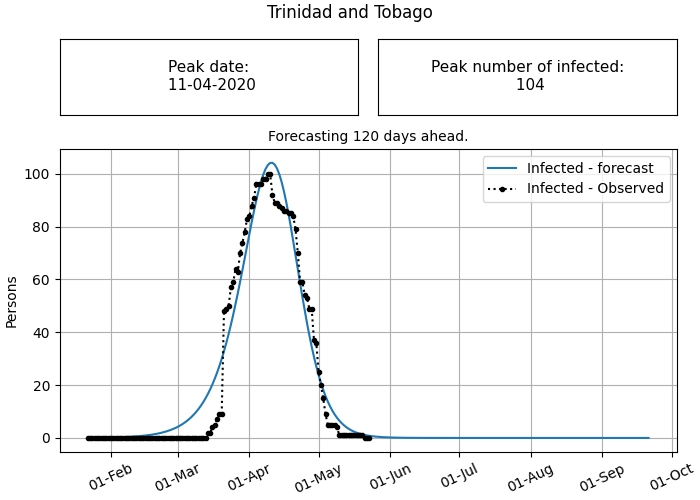 Trinidad and Tobago
Peak date:
11-04-2020
Peak number of infected:
104
Forecasting 120 days ahead.
Infected - forecast
Infected - Observed
Persons
100
80
60
40
20
0
01-Feb
01-Mar
01-Apr
01-May
01-Jun
01-Jul
01-Aug
01-Sep
01-Oct